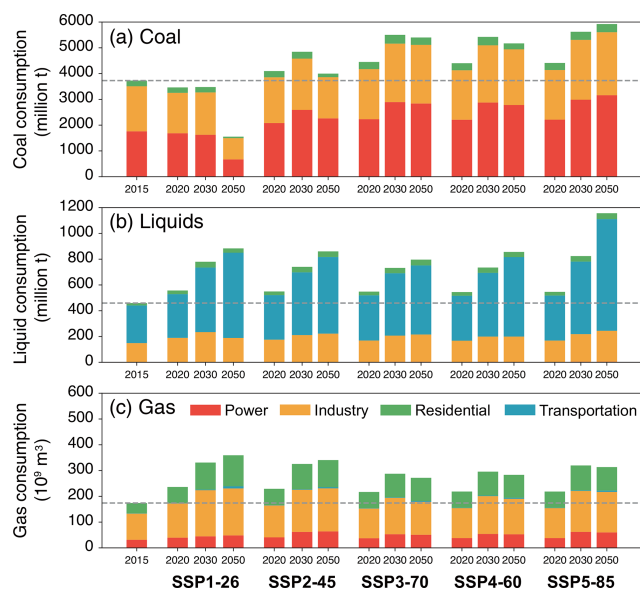 (a) Coal
Coal consumption
(million t)
6000
5000
4000
3000
2000
1000
0
2015 2020 2030 2050 2020 2030 2050 2020 2030 2050 2020 2030 2050 2020 2030 2050
(b) Liquids
Liquid consumption
(million t)
1200
1000
800
600
400
200
0
2015 2020 2030 2050 2020 2030 2050 2020 2030 2050 2020 2030 2050 2020 2030 2050
(c) Gas
Power Industry Residential Transportation
Gas consumption
(10⁹ m³)
600
500
400
300
200
100
0
2015 2020 2030 2050 2020 2030 2050 2020 2030 2050 2020 2030 2050 2020 2030 2050
SSP1-26 SSP2-45 SSP3-70 SSP4-60 SSP5-85